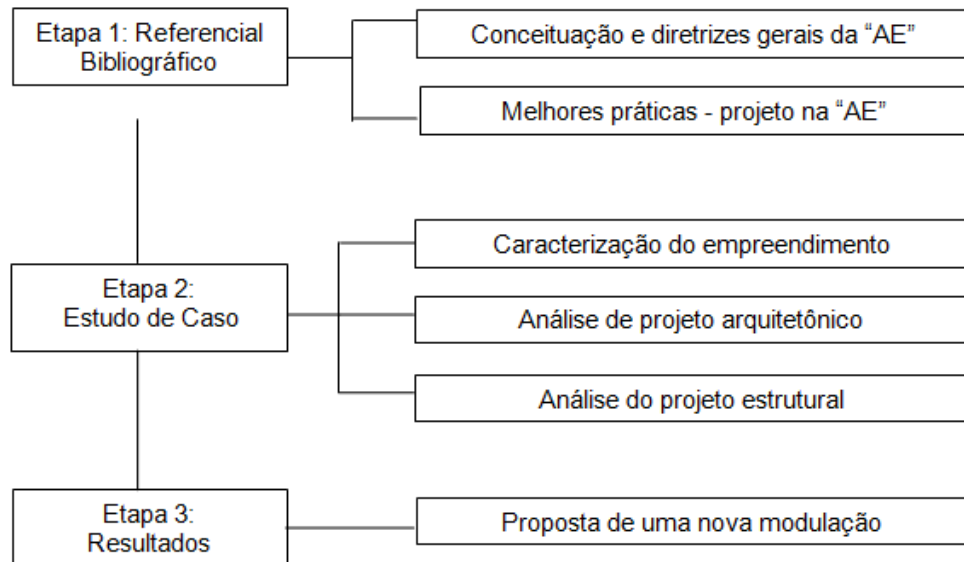 Etapa 1: Referencial
Bibliográfico
Conceituação e diretrizes gerais da “AE”
Melhores práticas - projeto na “AE”
Etapa 2:
Estudo de Caso
Caracterização do empreendimento
Análise de projeto arquitetônico
Análise do projeto estrutural
Etapa 3:
Resultados
Proposta de uma nova modulação